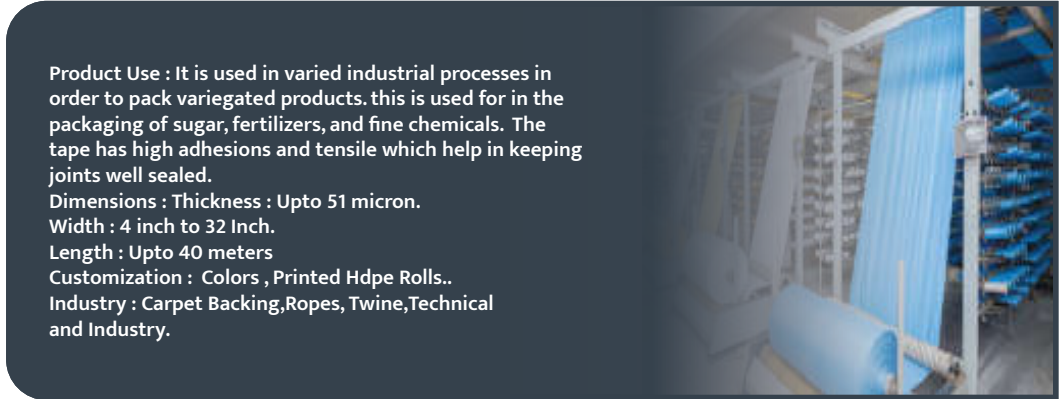 Product Use : It is used in varied industrial processes in
order to pack variegated products. this is used for in the
packaging of sugar, fertilizers, and fine chemicals.  The
tape has high adhesions and tensile which help in keeping
joints well sealed.
Dimensions : Thickness : Upto 51 micron.
Width : 4 inch to 32 Inch.
Length : Upto 40 meters
Customization :  Colors , Printed Hdpe Rolls..
Industry : Carpet Backing,Ropes, Twine,Technical
and Industry.